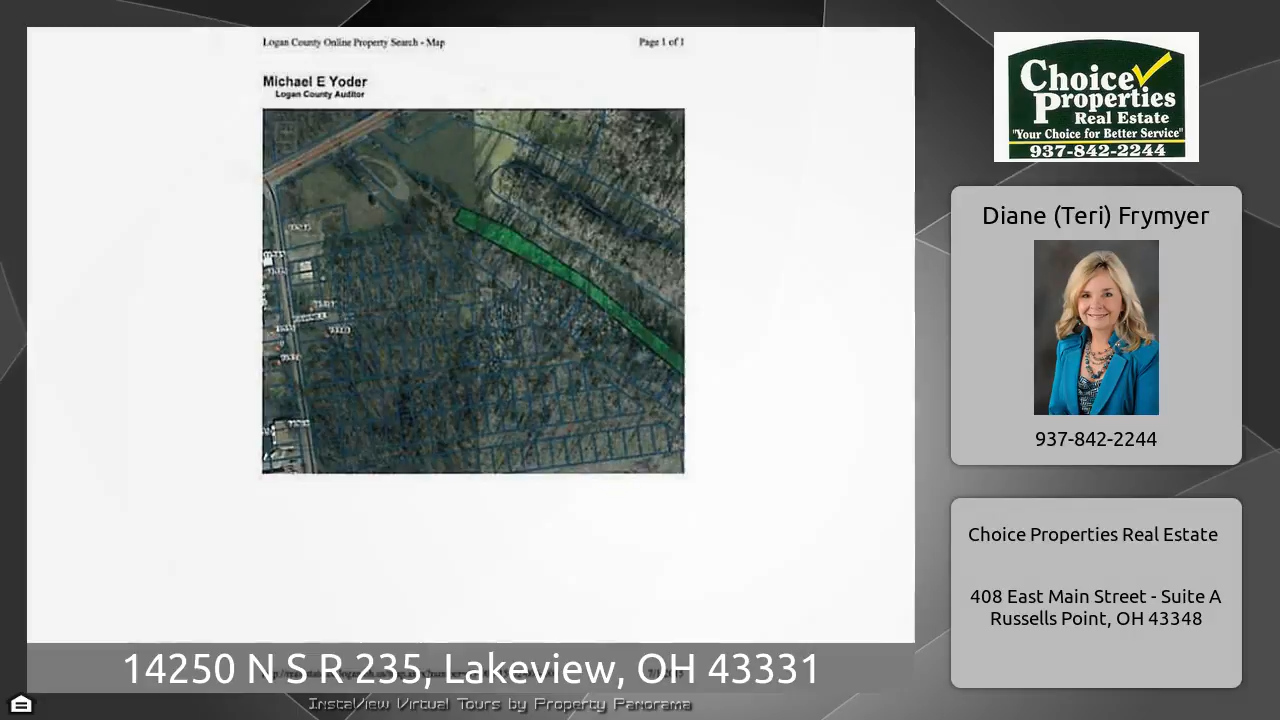 Logan County Online Property Search - Map
Page 1 of 1
Michael E Yoder
Logan County Auditor
Choice
Properties
Real Estate
"Your Choice for Better Service"
937-842-2244
Diane (Teri) Frymyer
937-842-2244
Choice Properties Real Estate
408 East Main Street - Suite A
Russells Point, OH 43348
14250 N S R 235, Lakeview, OH 43331
InstaView Virtual Tours by Property Panorama